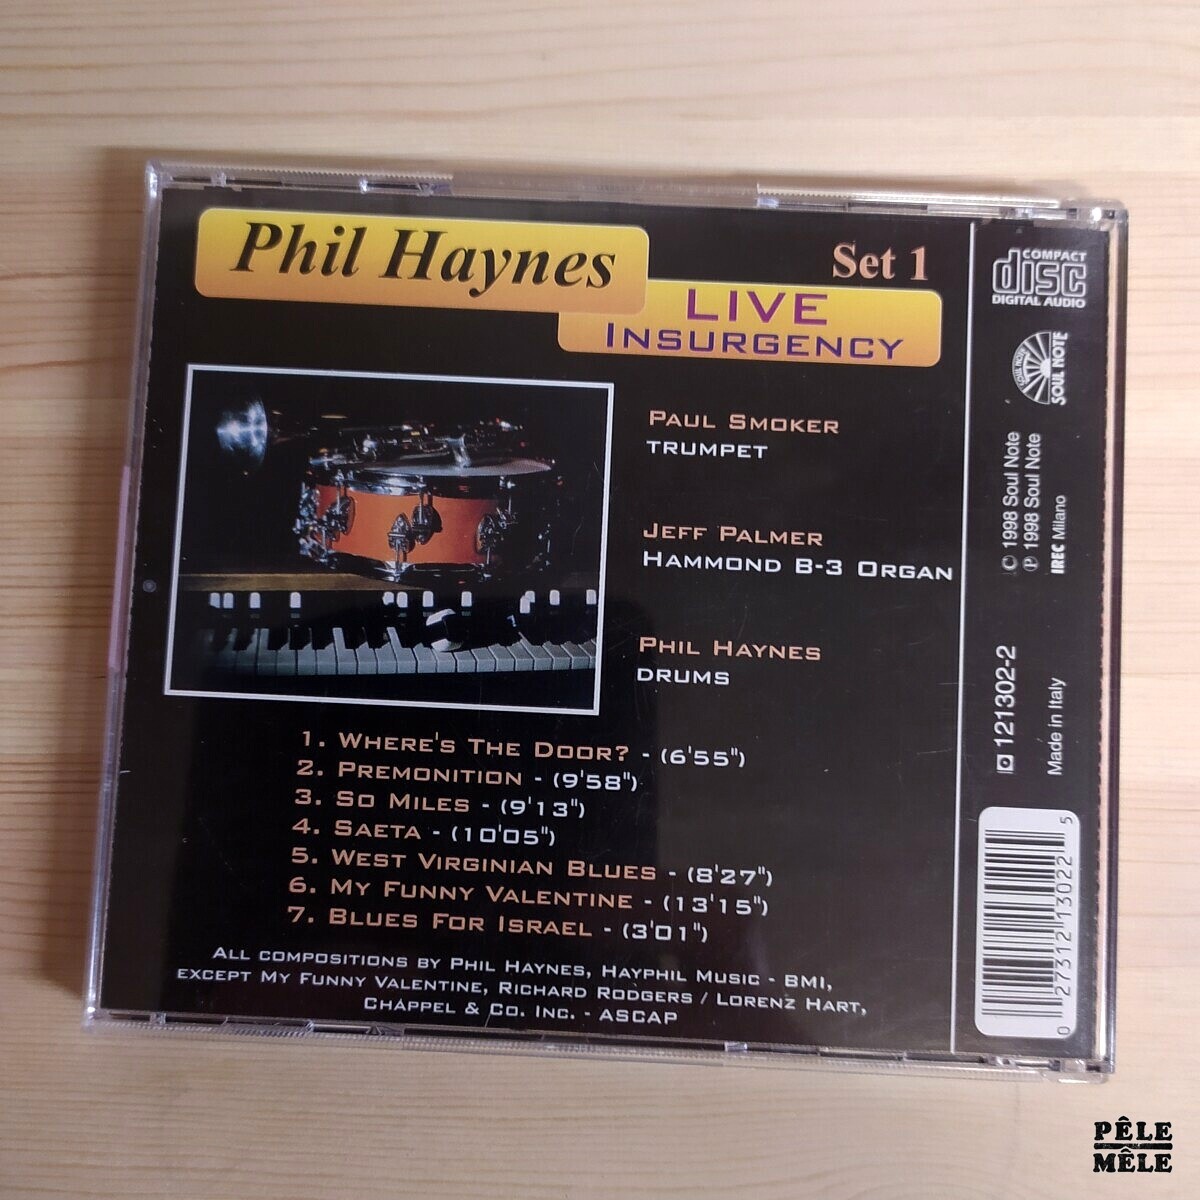 Phil Haynes
Set 1
LIVE
INSURGENCY
PAUL SMOKER
TRUMPET
JEFF PALMER
HAMMOND B-3 ORGAN
PHIL HAYNES
DRUMS
1. WHERE'S THE DOOR? - (6'55")
2. PREMONITION - (9'58")
3. SO MILES - (9'13")
4. SAETA - (10'05")
5. WEST VIRGINIAN BLUES - (8'27")
6. MY FUNNY VALENTINE - (13'15")
7. BLUES FOR ISRAEL - (3'01")
ALL COMPOSITIONS BY PHIL HAYNES, HAYPHIL MUSIC - BMI,
EXCEPT MY FUNNY VALENTINE, RICHARD RODGERS / LORENZ HART,
CHAPPEL & CO. INC. - ASCAP
COMPACT
disc
DIGITAL AUDIO
SOUL NOTE
SOUL NOTE
© 1998 Soul Note
℗ 1998 Soul Note
IREC Milano
121302-2
Made in Italy
0 27312 13022 5
PÊLE
MÊLE